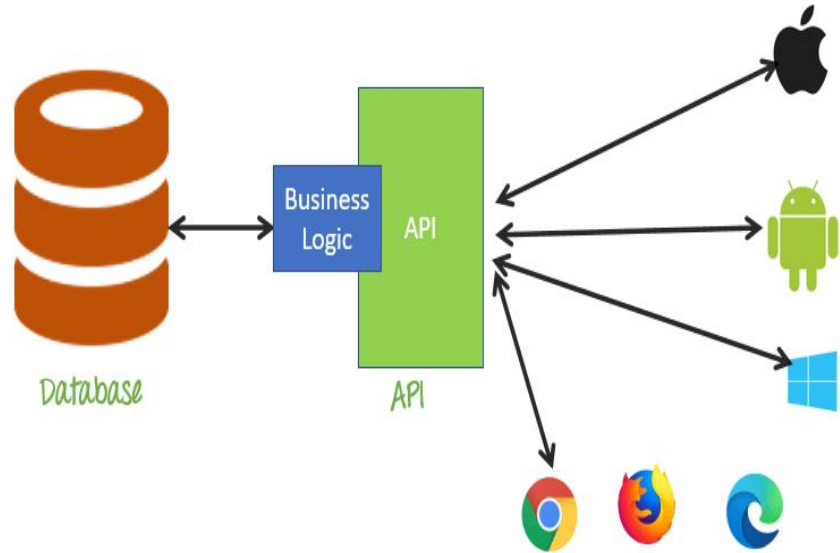 Business
Logic
API
Database
API